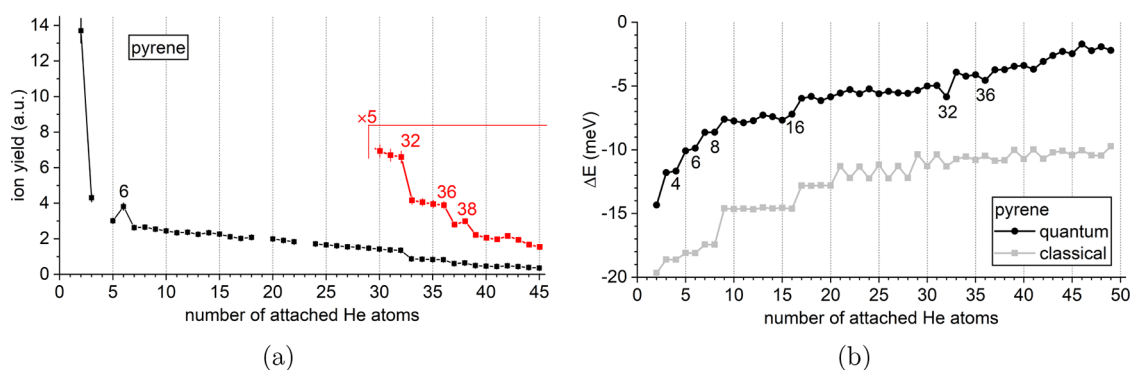 14
12
10
8
6
4
2
0
ion yield (a.u.)
pyrene
6
×5
32
36
38
0 5 10 15 20 25 30 35 40 45
number of attached He atoms
(a)
0
-5
-10
-15
-20
ΔE (meV)
4
6
8
16
32
36
pyrene
quantum
classical
0 5 10 15 20 25 30 35 40 45 50
number of attached He atoms
(b)